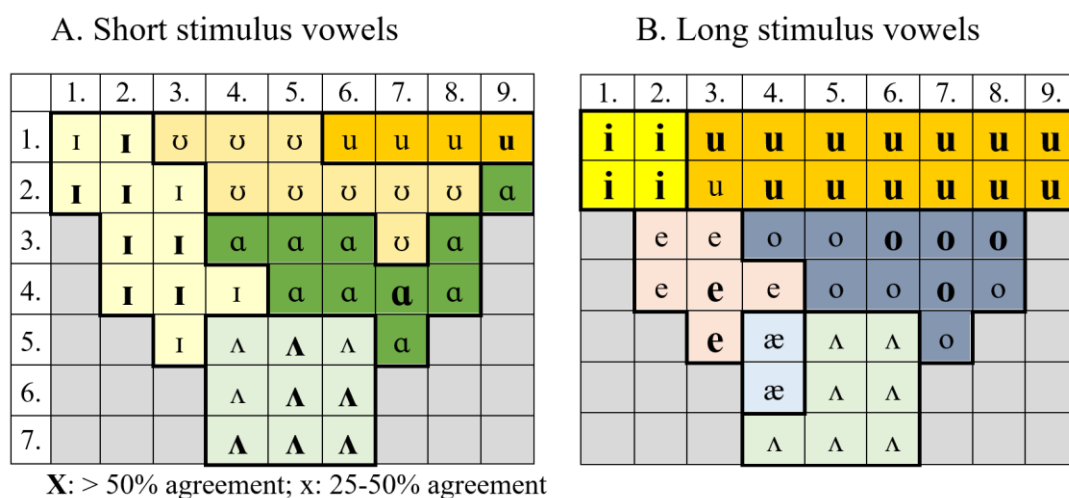 A. Short stimulus vowels B. Long stimulus vowels
1. 2. 3. 4. 5. 6. 7. 8. 9. 1. 2. 3. 4. 5. 6. 7. 8. 9.
1. ɪ ɪ ʊ ʊ ʊ u u u u i i u u u u u u u
2. ɪ ɪ ɪ ʊ ʊ ʊ ʊ ʊ ɑ i i u u u u u u u
3. ɪ ɪ ɑ ɑ ɑ ʊ ɑ e e o o o o o
4. ɪ ɪ ɪ ɑ ɑ ɑ ɑ e e e o o o o
5. ɪ ʌ ʌ ʌ ɑ e æ ʌ ʌ o
6. ʌ ʌ ʌ æ ʌ ʌ
7. ʌ ʌ ʌ ʌ ʌ ʌ
X: > 50% agreement; x: 25-50% agreement